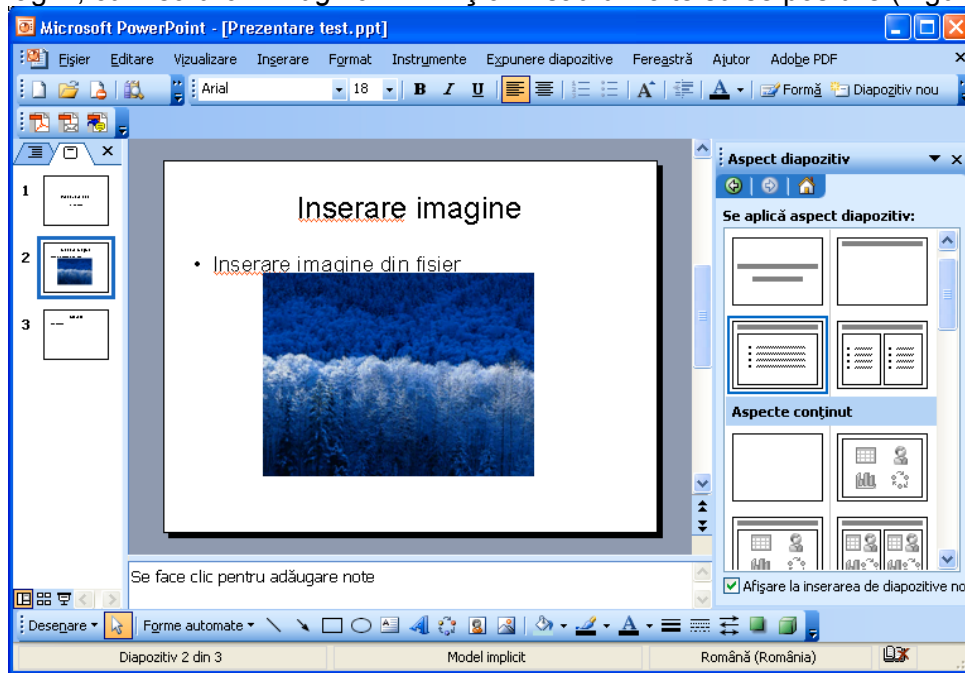 Microsoft PowerPoint - [Prezentare test.ppt]
Fişier Editare Vizualizare Inserare Format Instrumente Expunere diapozitive Fereastră Ajutor Adobe PDF
Arial 18 B I U A A Formă Diapozitiv nou
1
2
3
Inserare imagine
• Inserare imagine din fisier
Aspect diapozitiv
Se aplică aspect diapozitiv:
Aspecte conţinut
Afişare la inserarea de diapozitive no
Se face clic pentru adăugare note
Desenare Forme automate A A
Diapozitiv 2 din 3 Model implicit Română (România)